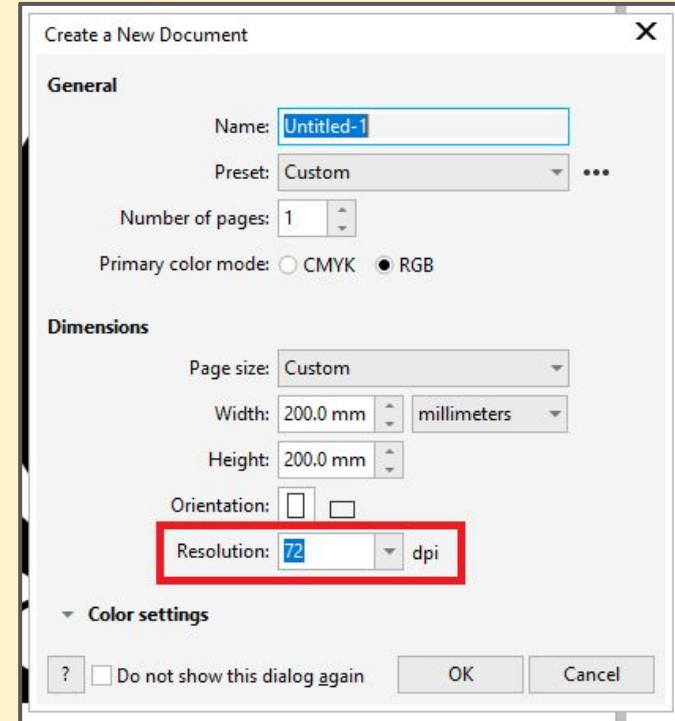 Create a New Document
General
Name: Untitled-1
Preset: Custom
Number of pages: 1
Primary color mode: CMYK RGB
Dimensions
Page size: Custom
Width: 200.0 mm millimeters
Height: 200.0 mm
Orientation:
Resolution: 72 dpi
Color settings
? Do not show this dialog again OK Cancel